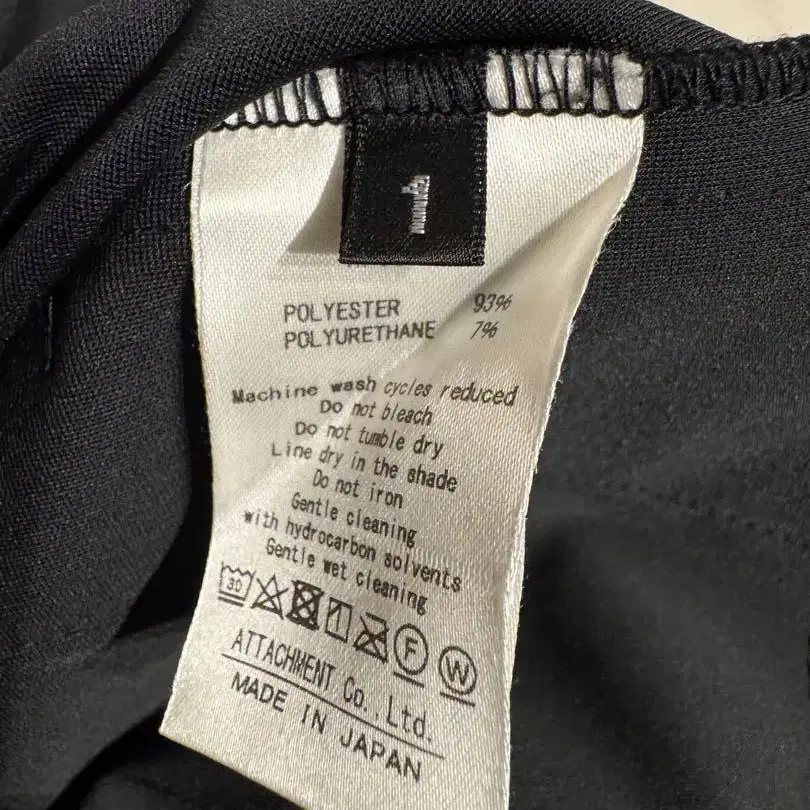 1
POLYESTER 93%
POLYURETHANE 7%
Machine wash cycles reduced
Do not bleach
Do not tumble dry
Line dry in the shade
Do not iron
Gentle cleaning
with hydrocarbon solvents
Gentle wet cleaning
30 F W
ATTACHMENT Co.,Ltd.
MADE IN JAPAN